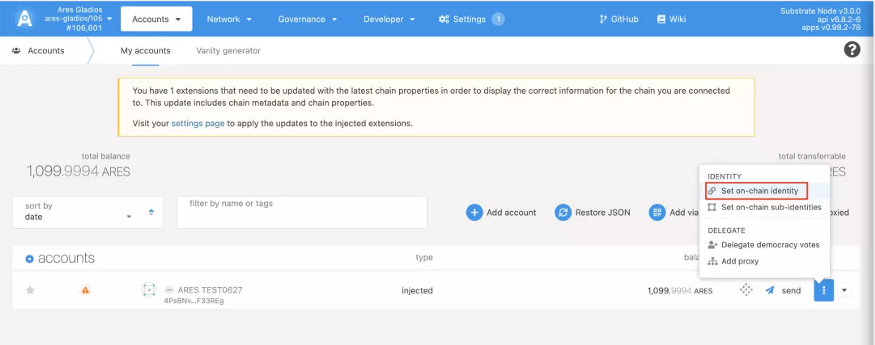 Ares Gladios
ares-gladios/105
#106,601
Accounts
Network
Governance
Developer
Settings
1
GitHub
Wiki
Substrate Node v3.0.0
api v6.8.2-6
apps v0.98.2-78
Accounts
My accounts
Vanity generator
?
You have 1 extensions that need to be updated with the latest chain properties in order to display the correct information for the chain you are connected
to. This update includes chain metadata and chain properties.
Visit your settings page to apply the updates to the injected extensions.
total balance
1,099.9994 ARES
total transferrable
RES
IDENTITY
Set on-chain identity
Set on-chain sub-identities
DELEGATE
Delegate democracy votes
Add proxy
sort by
date
filter by name or tags
Add account
Restore JSON
Add via
oxied
accounts
type
bala
ARES TEST0627
4PsBNv...F33REg
injected
1,099.9994 ARES
send